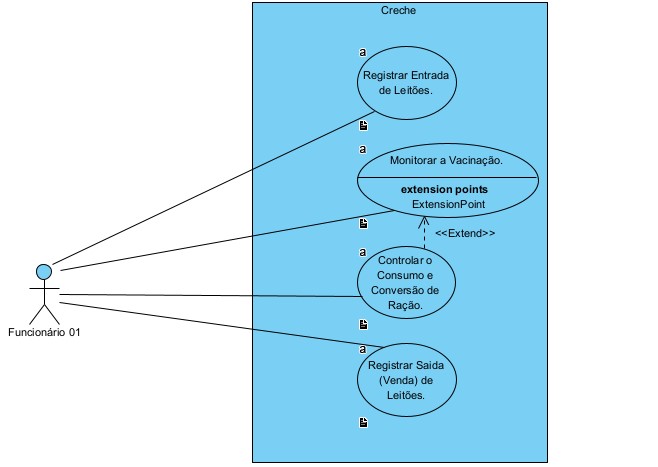 Creche
a
Registrar Entrada
de Leitões.
a
Monitorar a Vacinação.
extension points
ExtensionPoint
<<Extend>>
a
Controlar o
Consumo e
Conversão de
Ração.
Funcionário 01
a
Registrar Saida
(Venda) de
Leitões.